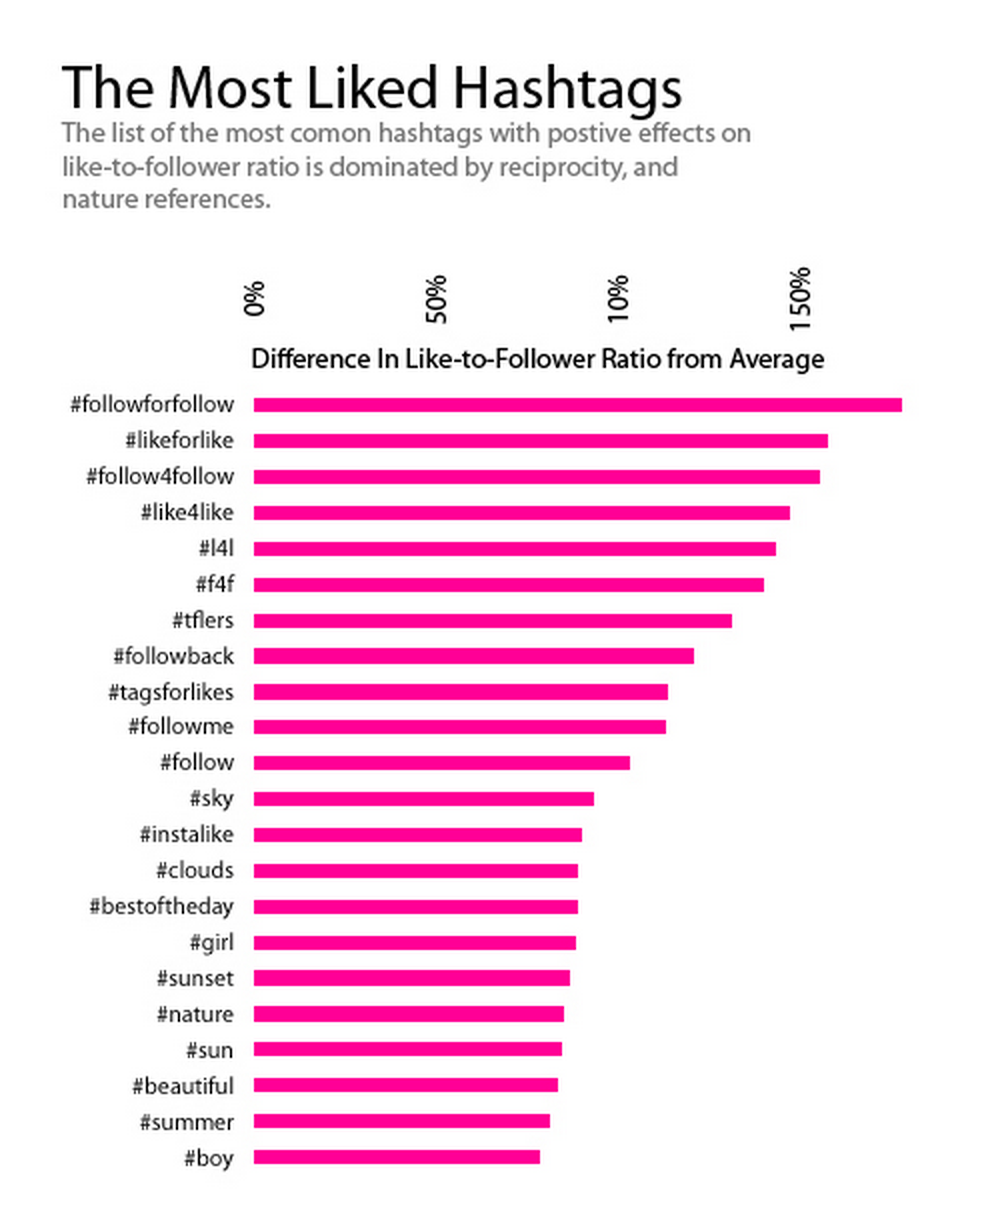 The Most Liked Hashtags
The list of the most comon hashtags with postive effects on
like-to-follower ratio is dominated by reciprocity, and
nature references.
0%
50%
10%
150%
Difference In Like-to-Follower Ratio from Average
#followforfollow
#likeforlike
#follow4follow
#like4like
#l4l
#f4f
#tflers
#followback
#tagsforlikes
#followme
#follow
#sky
#instalike
#clouds
#bestoftheday
#girl
#sunset
#nature
#sun
#beautiful
#summer
#boy